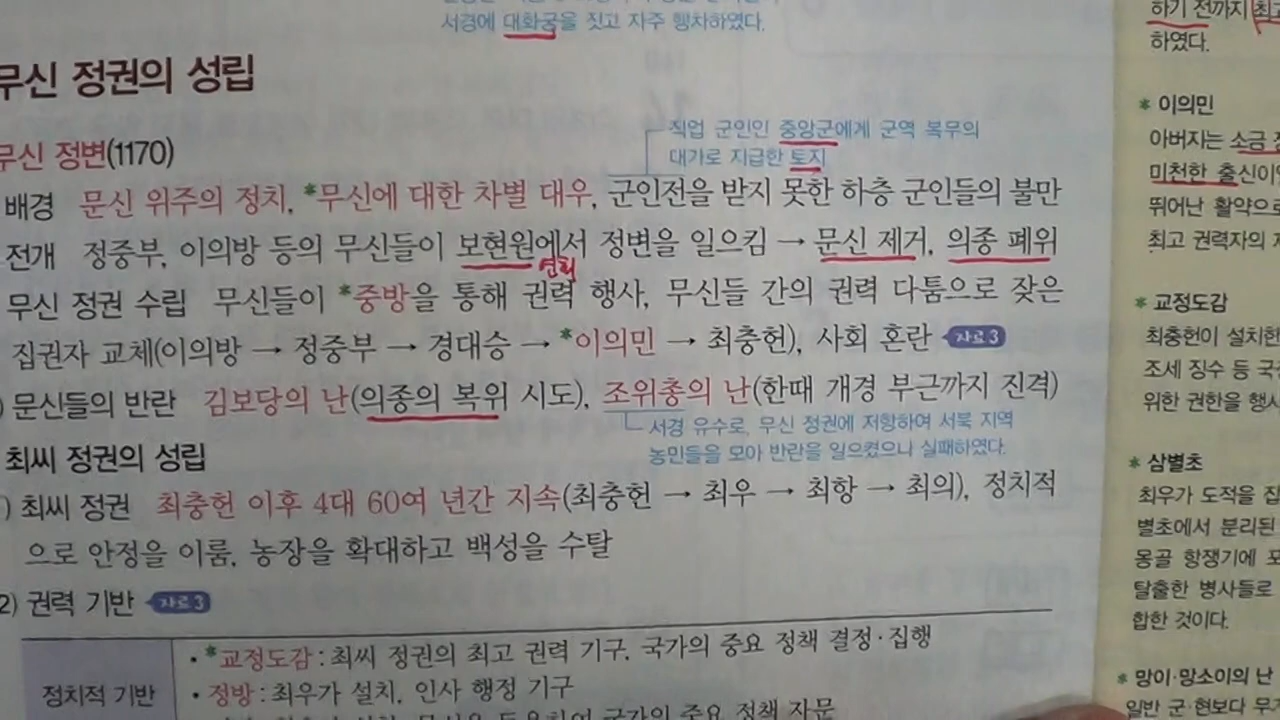 서경에 대화궁을 짓고 자주 행차하였다.
무신 정권의 성립
무신 정변(1170)
직업 군인인 중앙군에게 군역 복무의
대가로 지급한 토지
배경 문신 위주의 정치, *무신에 대한 차별 대우, 군인전을 받지 못한 하층 군인들의 불만
전개 정중부, 이의방 등의 무신들이 보현원에서 정변을 일으킴 → 문신 제거, 의종 폐위
무신 정권 수립 무신들이 *중방을 통해 권력 행사, 무신들 간의 권력 다툼으로 잦은
집권자 교체(이의방 → 정중부 → 경대승 → *이의민 → 최충헌), 사회 혼란 자료3
) 문신들의 반란 김보당의 난(의종의 복위 시도), 조위총의 난(한때 개경 부근까지 진격)
서경 유수로, 무신 정권에 저항하여 서북 지역
농민들을 모아 반란을 일으켰으나 실패하였다.
최씨 정권의 성립
) 최씨 정권 최충헌 이후 4대 60여 년간 지속(최충헌 → 최우 → 최항 → 최의), 정치적
으로 안정을 이룸, 농장을 확대하고 백성을 수탈
2) 권력 기반 자료3
정치적 기반
• *교정도감 : 최씨 정권의 최고 권력 기구, 국가의 중요 정책 결정·집행
• 정방 : 최우가 설치, 인사 행정 기구
국가의 중요 정책 자문
하기 전까지 최고
하였다.
* 이의민
아버지는 소금
미천한 출신이
뛰어난 활약으로
최고 권력자의
* 교정도감
최충헌이 설치한
조세 징수 등 국
위한 권한을 행사
* 삼별초
최우가 도적을 잡
별초에서 분리된
몽골 항쟁기에 포
탈출한 병사들로
합한 것이다.
* 망이·망소이의 난
일반 군·현보다 무